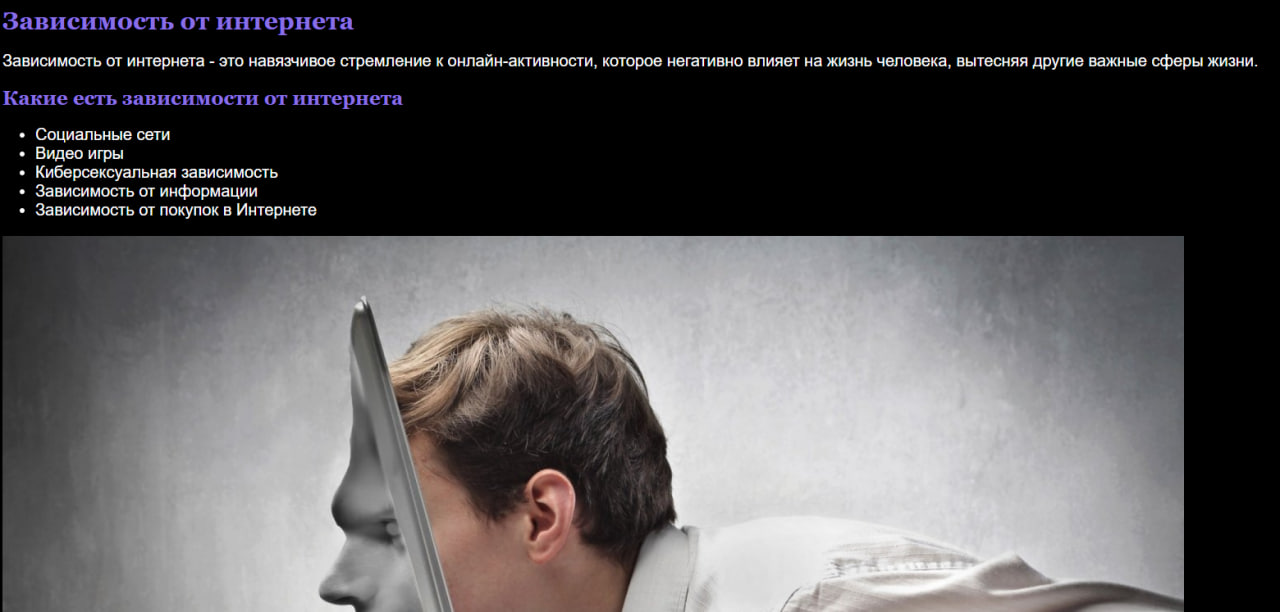 Зависимость от интернета
Зависимость от интернета - это навязчивое стремление к онлайн-активности, которое негативно влияет на жизнь человека, вытесняя другие важные сферы жизни.
Какие есть зависимости от интернета
• Социальные сети
• Видео игры
• Киберсексуальная зависимость
• Зависимость от информации
• Зависимость от покупок в Интернете